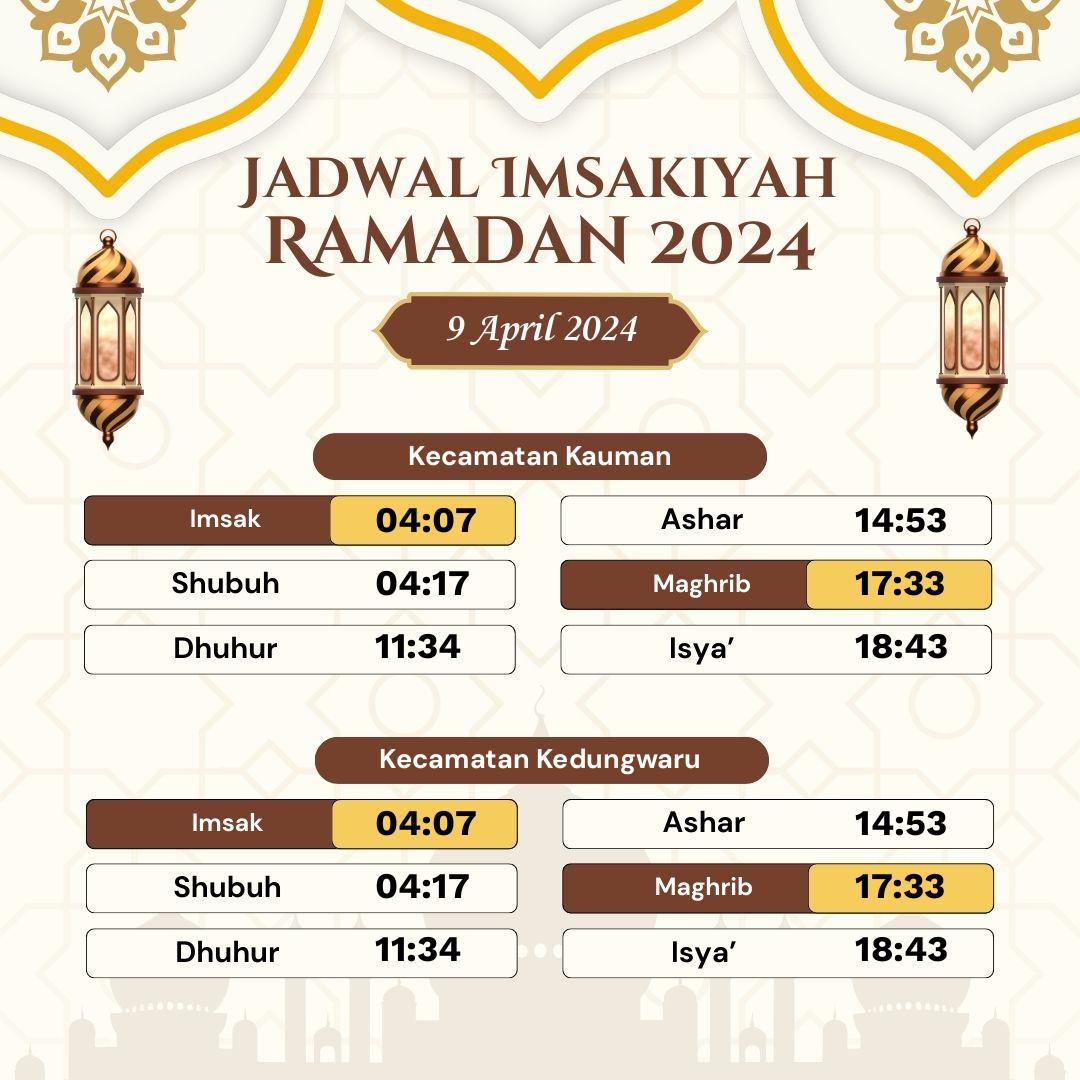 Jadwal Imsakiyah
Ramadan 2024
9 April 2024
Kecamatan Kauman
Imsak 04:07
Shubuh 04:17
Dhuhur 11:34
Ashar 14:53
Maghrib 17:33
Isya’ 18:43
Kecamatan Kedungwaru
Imsak 04:07
Shubuh 04:17
Dhuhur 11:34
Ashar 14:53
Maghrib 17:33
Isya’ 18:43